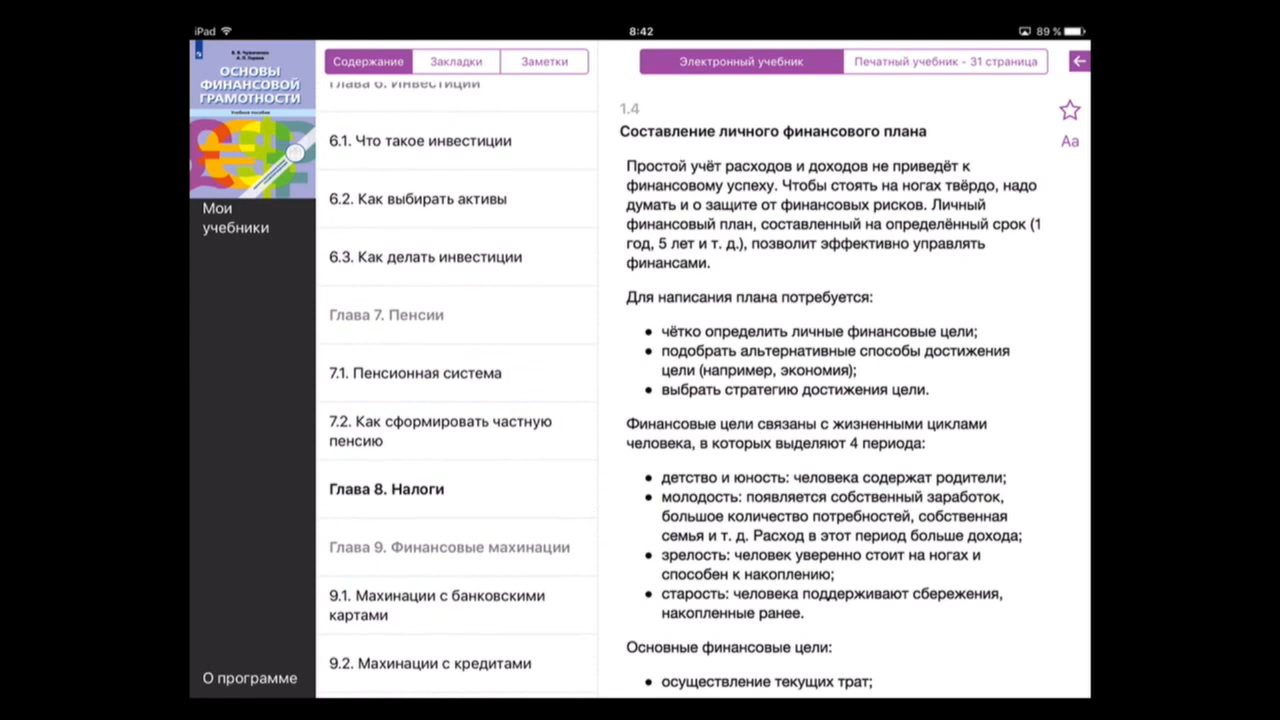 iPad
8:42
89 %
ОСНОВЫ
ФИНАНСОВОЙ
ГРАМОТНОСТИ
Учебное пособие
Мои
учебники
О программе
Содержание
Закладки
Заметки
Глава 6. Инвестиции
6.1. Что такое инвестиции
6.2. Как выбирать активы
6.3. Как делать инвестиции
Глава 7. Пенсии
7.1. Пенсионная система
7.2. Как сформировать частную
пенсию
Глава 8. Налоги
Глава 9. Финансовые махинации
9.1. Махинации с банковскими
картами
9.2. Махинации с кредитами
Электронный учебник
Печатный учебник - 31 страница
Aa
1.4
Составление личного финансового плана
Простой учёт расходов и доходов не приведёт к
финансовому успеху. Чтобы стоять на ногах твёрдо, надо
думать и о защите от финансовых рисков. Личный
финансовый план, составленный на определённый срок (1
год, 5 лет и т. д.), позволит эффективно управлять
финансами.
Для написания плана потребуется:
• чётко определить личные финансовые цели;
• подобрать альтернативные способы достижения
цели (например, экономия);
• выбрать стратегию достижения цели.
Финансовые цели связаны с жизненными циклами
человека, в которых выделяют 4 периода:
• детство и юность: человека содержат родители;
• молодость: появляется собственный заработок,
большое количество потребностей, собственная
семья и т. д. Расход в этот период больше дохода;
• зрелость: человек уверенно стоит на ногах и
способен к накоплению;
• старость: человека поддерживают сбережения,
накопленные ранее.
Основные финансовые цели:
• осуществление текущих трат;